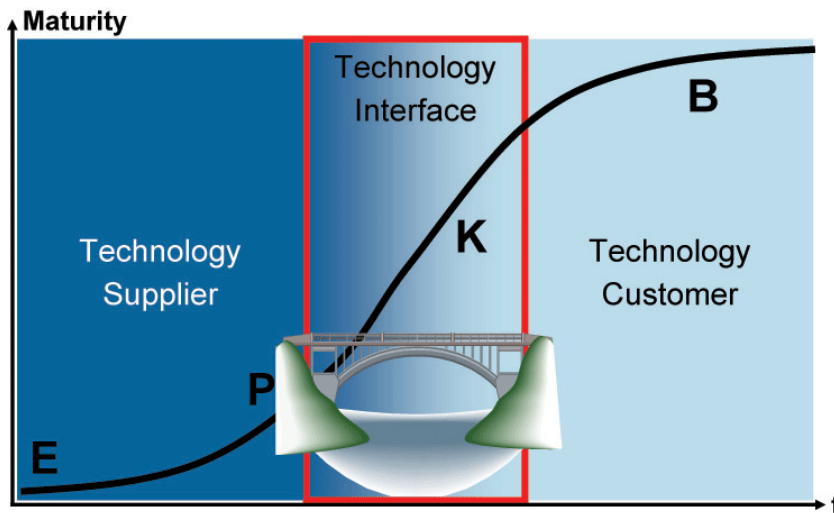 Maturity
Technology
Interface
B
K
Technology
Supplier
Technology
Customer
P
E
t